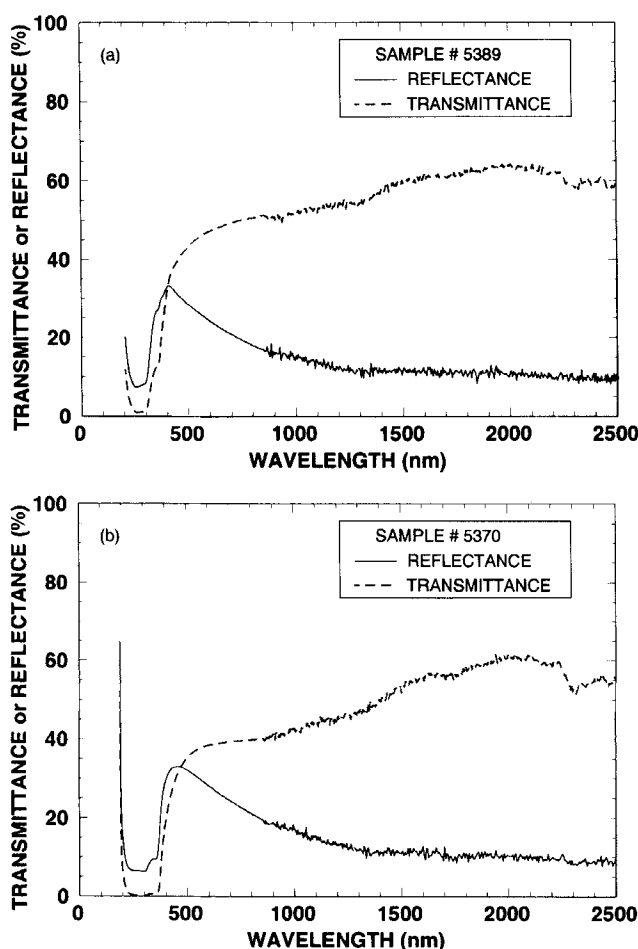 100
80
60
40
20
0
TRANSMITTANCE or REFLECTANCE (%)
(a)
SAMPLE # 5389
REFLECTANCE
TRANSMITTANCE
0 500 1000 1500 2000 2500
WAVELENGTH (nm)
100
80
60
40
20
0
TRANSMITTANCE or REFLECTANCE (%)
(b)
SAMPLE # 5370
REFLECTANCE
TRANSMITTANCE
0 500 1000 1500 2000 2500
WAVELENGTH (nm)